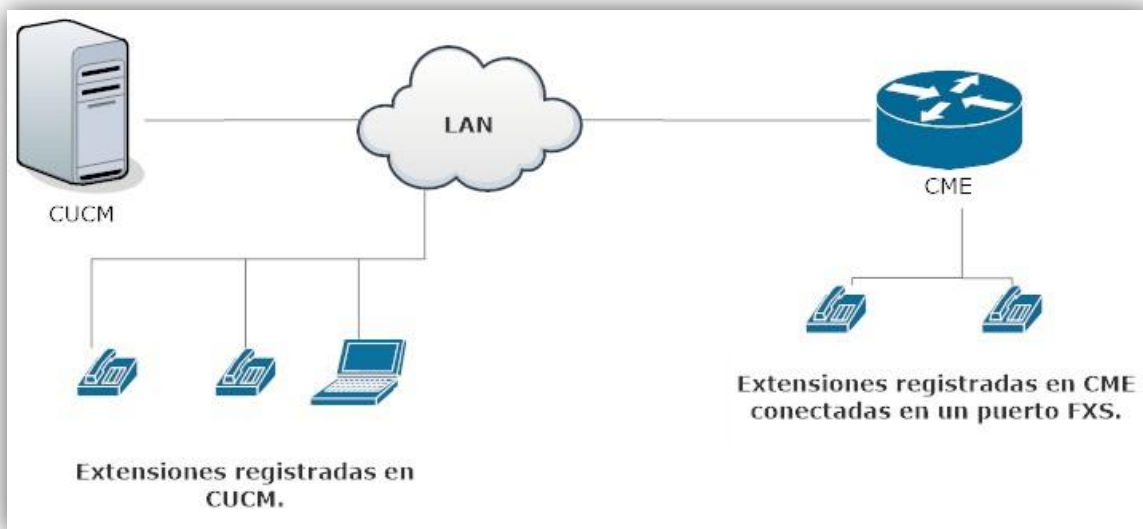 LAN
CUCM
CME
Extensiones registradas en CME
conectadas en un puerto FXS.
Extensiones registradas en
CUCM.